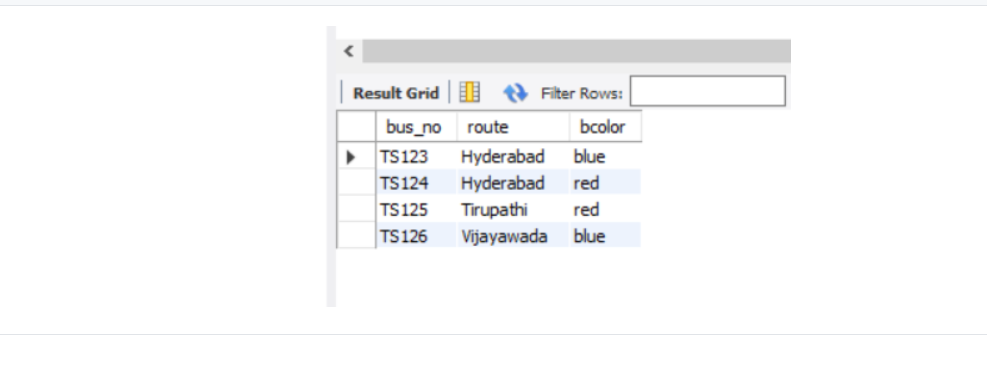 Result Grid Filter Rows:
bus_no route bcolor
TS123 Hyderabad blue
TS124 Hyderabad red
TS125 Tirupathi red
TS126 Vijayawada blue